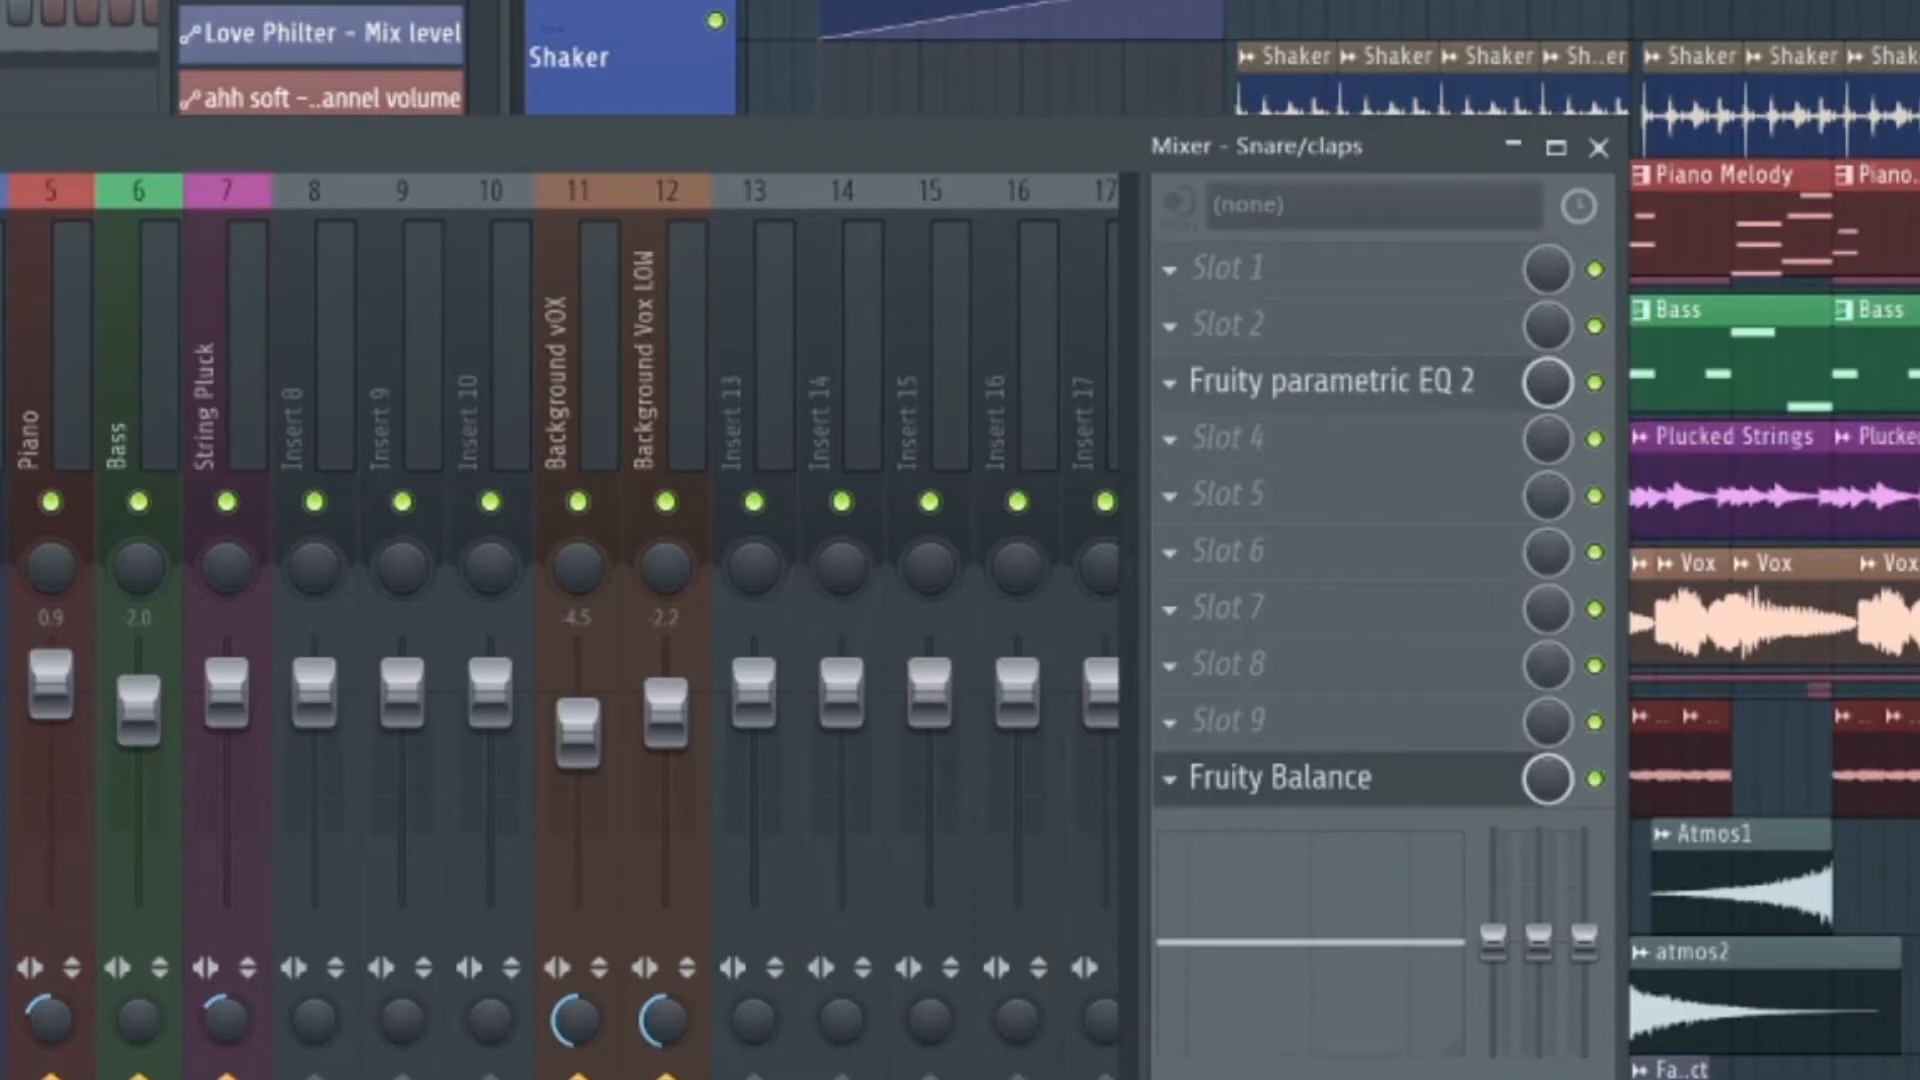 Love Philter - Mix level
ahh soft -..annel volume
Shaker
Shaker Shaker Shaker Sh..er Shaker Shaker Shak
Mixer - Snare/claps
5 6 7 8 9 10 11 12 13 14 15 16 17
Piano
Bass
String Pluck
Insert 8
Insert 9
Insert 10
Background vOX
Background Vox LOW
Insert 13
Insert 14
Insert 15
Insert 16
Insert 17
0.9
-2.0
-4.5
-2.2
(none)
Slot 1
Slot 2
Fruity parametric EQ 2
Slot 4
Slot 5
Slot 6
Slot 7
Slot 8
Slot 9
Fruity Balance
Piano Melody Piano..
Bass Bass
Plucked Strings Plucke
Vox Vox Vox
Atmos1
atmos2
Fa..ct